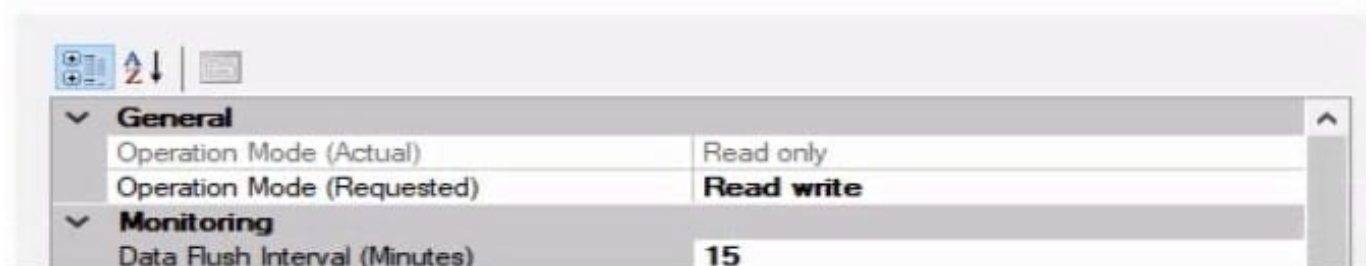 General
Operation Mode (Actual) Read only
Operation Mode (Requested) Read write
Monitoring
Data Flush Interval (Minutes) 15